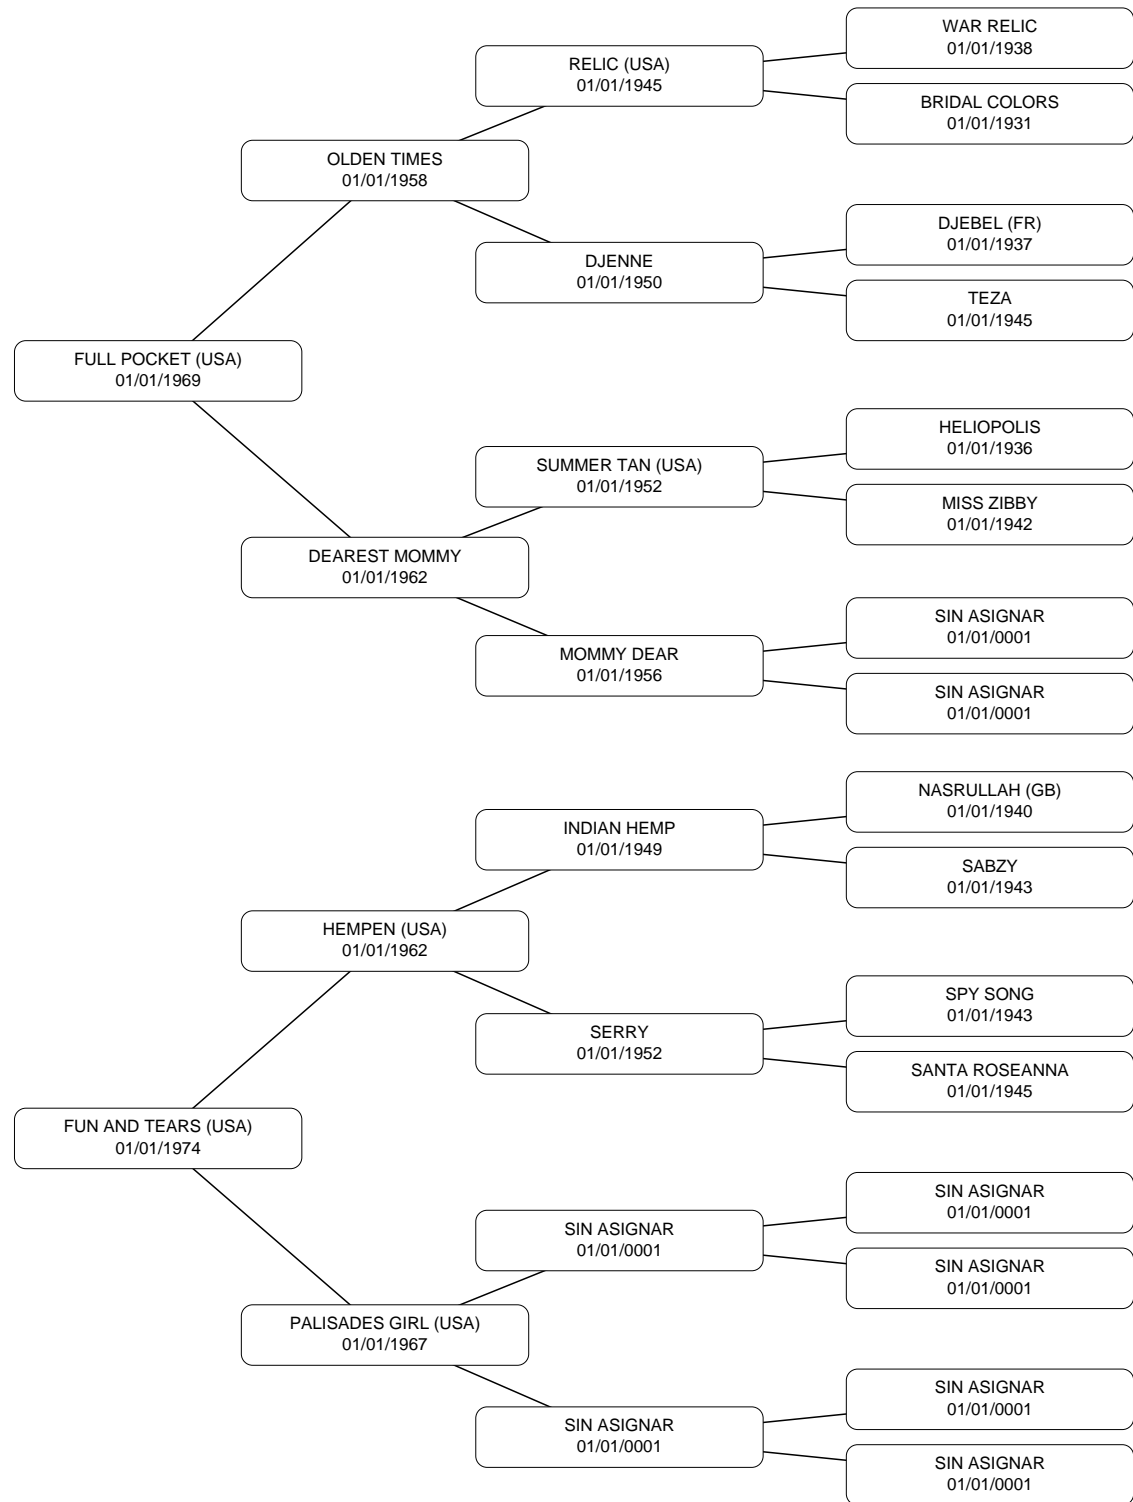 WAR RELIC
01/01/1938
RELIC (USA)
01/01/1945
BRIDAL COLORS
01/01/1931
OLDEN TIMES
01/01/1958
DJEBEL (FR)
01/01/1937
DJENNE
01/01/1950
TEZA
01/01/1945
FULL POCKET (USA)
01/01/1969
HELIOPOLIS
01/01/1936
SUMMER TAN (USA)
01/01/1952
MISS ZIBBY
01/01/1942
DEAREST MOMMY
01/01/1962
SIN ASIGNAR
01/01/0001
MOMMY DEAR
01/01/1956
SIN ASIGNAR
01/01/0001
NASRULLAH (GB)
01/01/1940
INDIAN HEMP
01/01/1949
SABZY
01/01/1943
HEMPEN (USA)
01/01/1962
SPY SONG
01/01/1943
SERRY
01/01/1952
SANTA ROSEANNA
01/01/1945
FUN AND TEARS (USA)
01/01/1974
SIN ASIGNAR
01/01/0001
SIN ASIGNAR
01/01/0001
SIN ASIGNAR
01/01/0001
PALISADES GIRL (USA)
01/01/1967
SIN ASIGNAR
01/01/0001
SIN ASIGNAR
01/01/0001
SIN ASIGNAR
01/01/0001